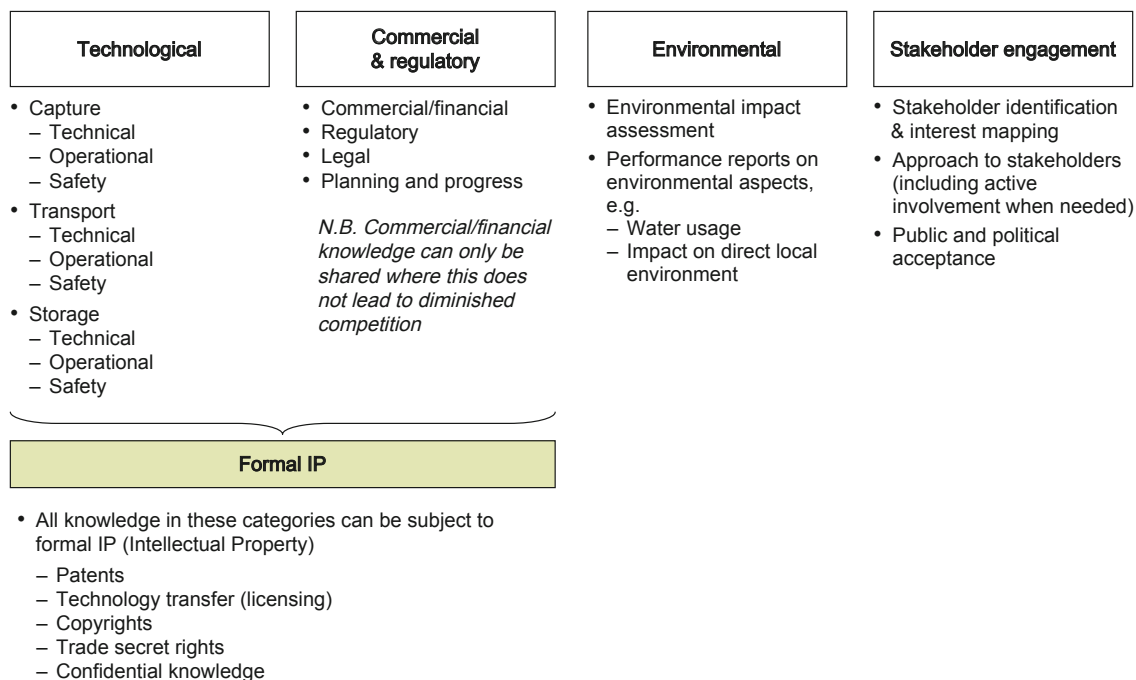 Technological
• Capture
– Technical
– Operational
– Safety
• Transport
– Technical
– Operational
– Safety
• Storage
– Technical
– Operational
– Safety
Commercial
& regulatory
• Commercial/financial
• Regulatory
• Legal
• Planning and progress
N.B. Commercial/financial
knowledge can only be
shared where this does
not lead to diminished
competition
Environmental
• Environmental impact
assessment
• Performance reports on
environmental aspects,
e.g.
– Water usage
– Impact on direct local
environment
Stakeholder engagement
• Stakeholder identification
& interest mapping
• Approach to stakeholders
(including active
involvement when needed)
• Public and political
acceptance
Formal IP
• All knowledge in these categories can be subject to
formal IP (Intellectual Property)
– Patents
– Technology transfer (licensing)
– Copyrights
– Trade secret rights
– Confidential knowledge